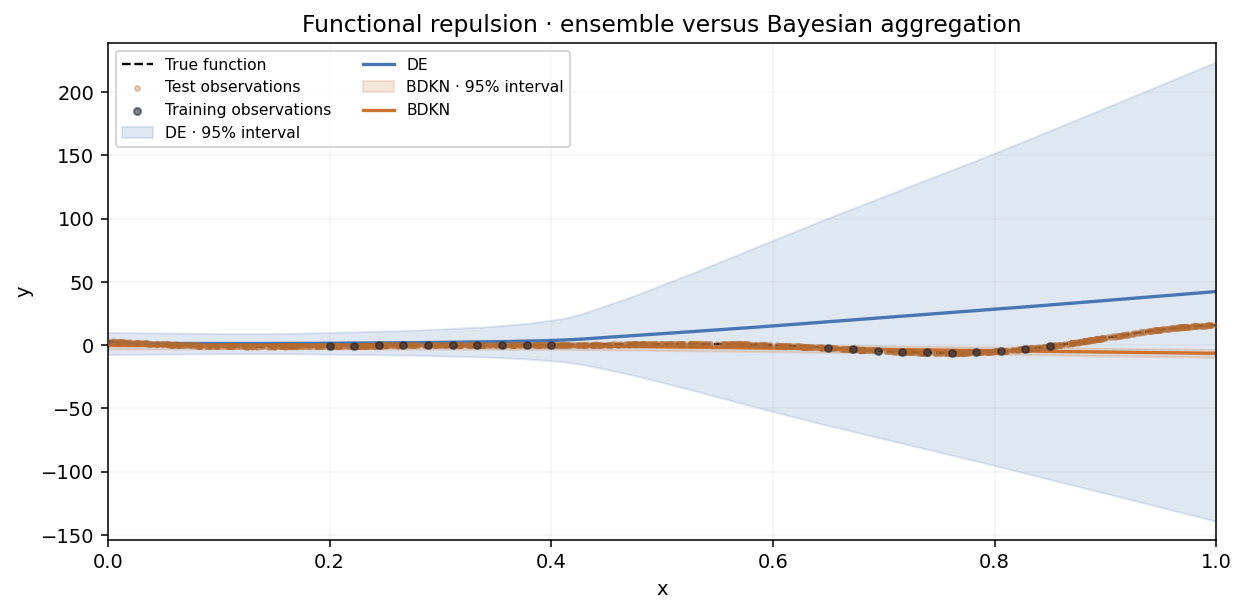 Functional repulsion · ensemble versus Bayesian aggregation
True function
Test observations
Training observations
DE · 95% interval
DE
BDKN · 95% interval
BDKN
y
200
150
100
50
0
−50
−100
−150
0.0
0.2
0.4
0.6
0.8
1.0
x